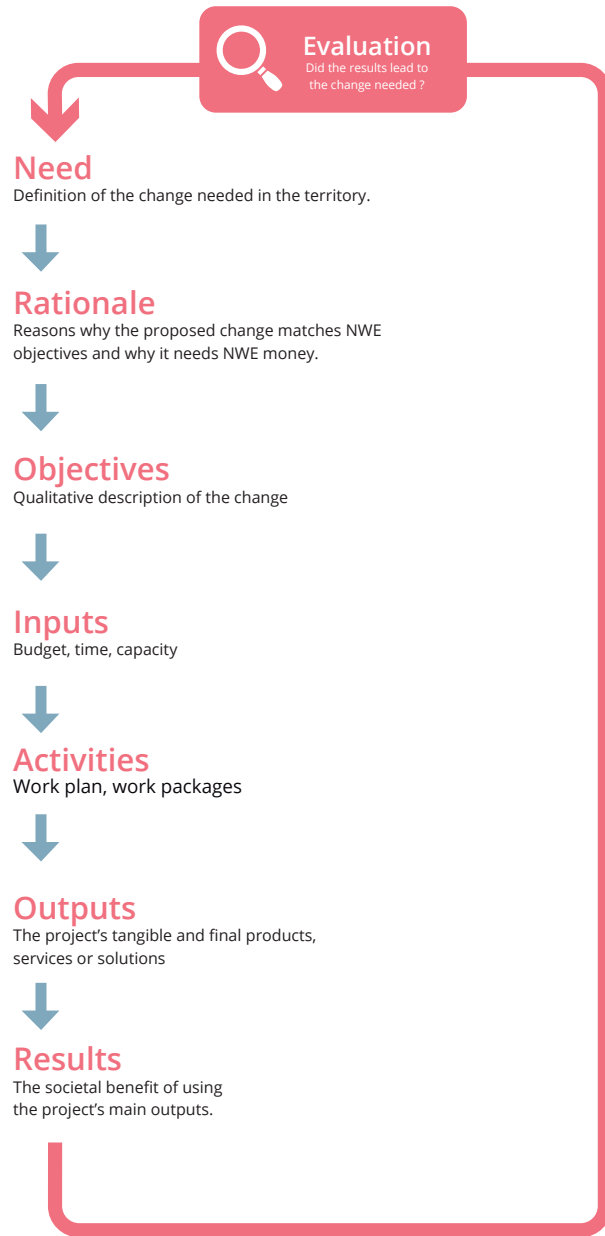 Evaluation
Did the results lead to
the change needed ?
Need
Definition of the change needed in the territory.
Rationale
Reasons why the proposed change matches NWE
objectives and why it needs NWE money.
Objectives
Qualitative description of the change
Inputs
Budget, time, capacity
Activities
Work plan, work packages
Outputs
The project’s tangible and final products,
services or solutions
Results
The societal benefit of using
the project’s main outputs.